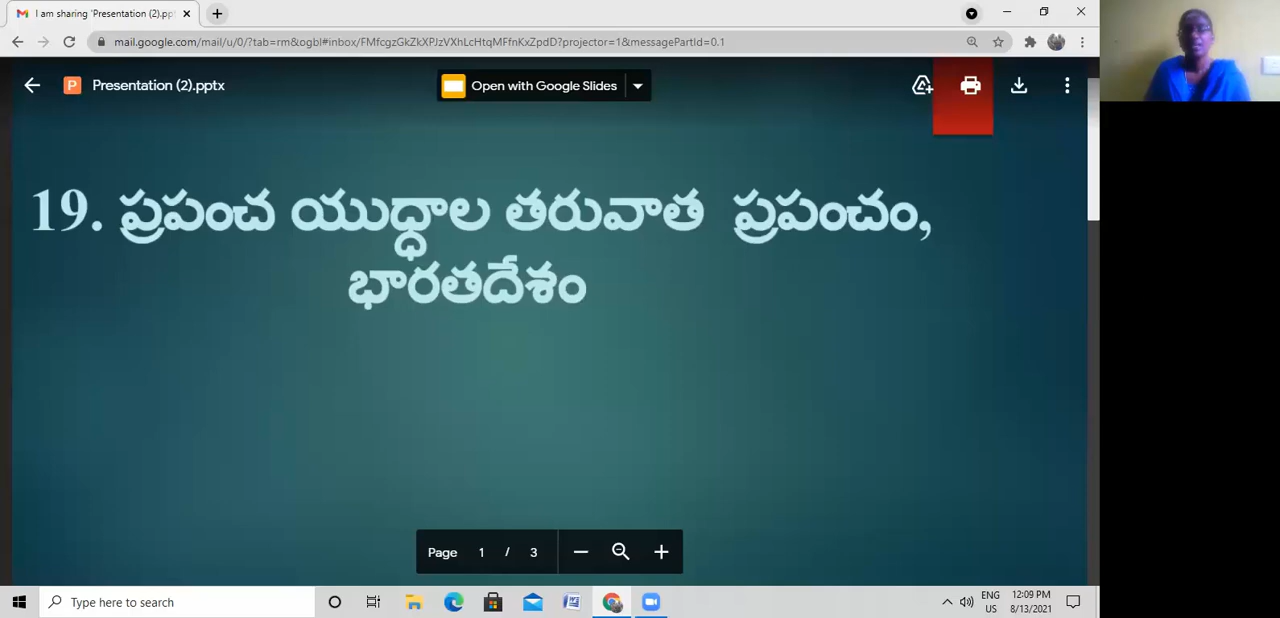 I am sharing 'Presentation (2).pp
mail.google.com/mail/u/0/?tab=rm&ogbl#inbox/FMfcgzGkZkXPJzVXhLcHtqMFfnKxZpdD?projector=1&messagePartId=0.1
P Presentation (2).pptx
Open with Google Slides
19. ప్రపంచ యుద్ధాల తరువాత ప్రపంచం,
భారతదేశం
Page 1 / 3
Type here to search
ENG 12:09 PM
US 8/13/2021